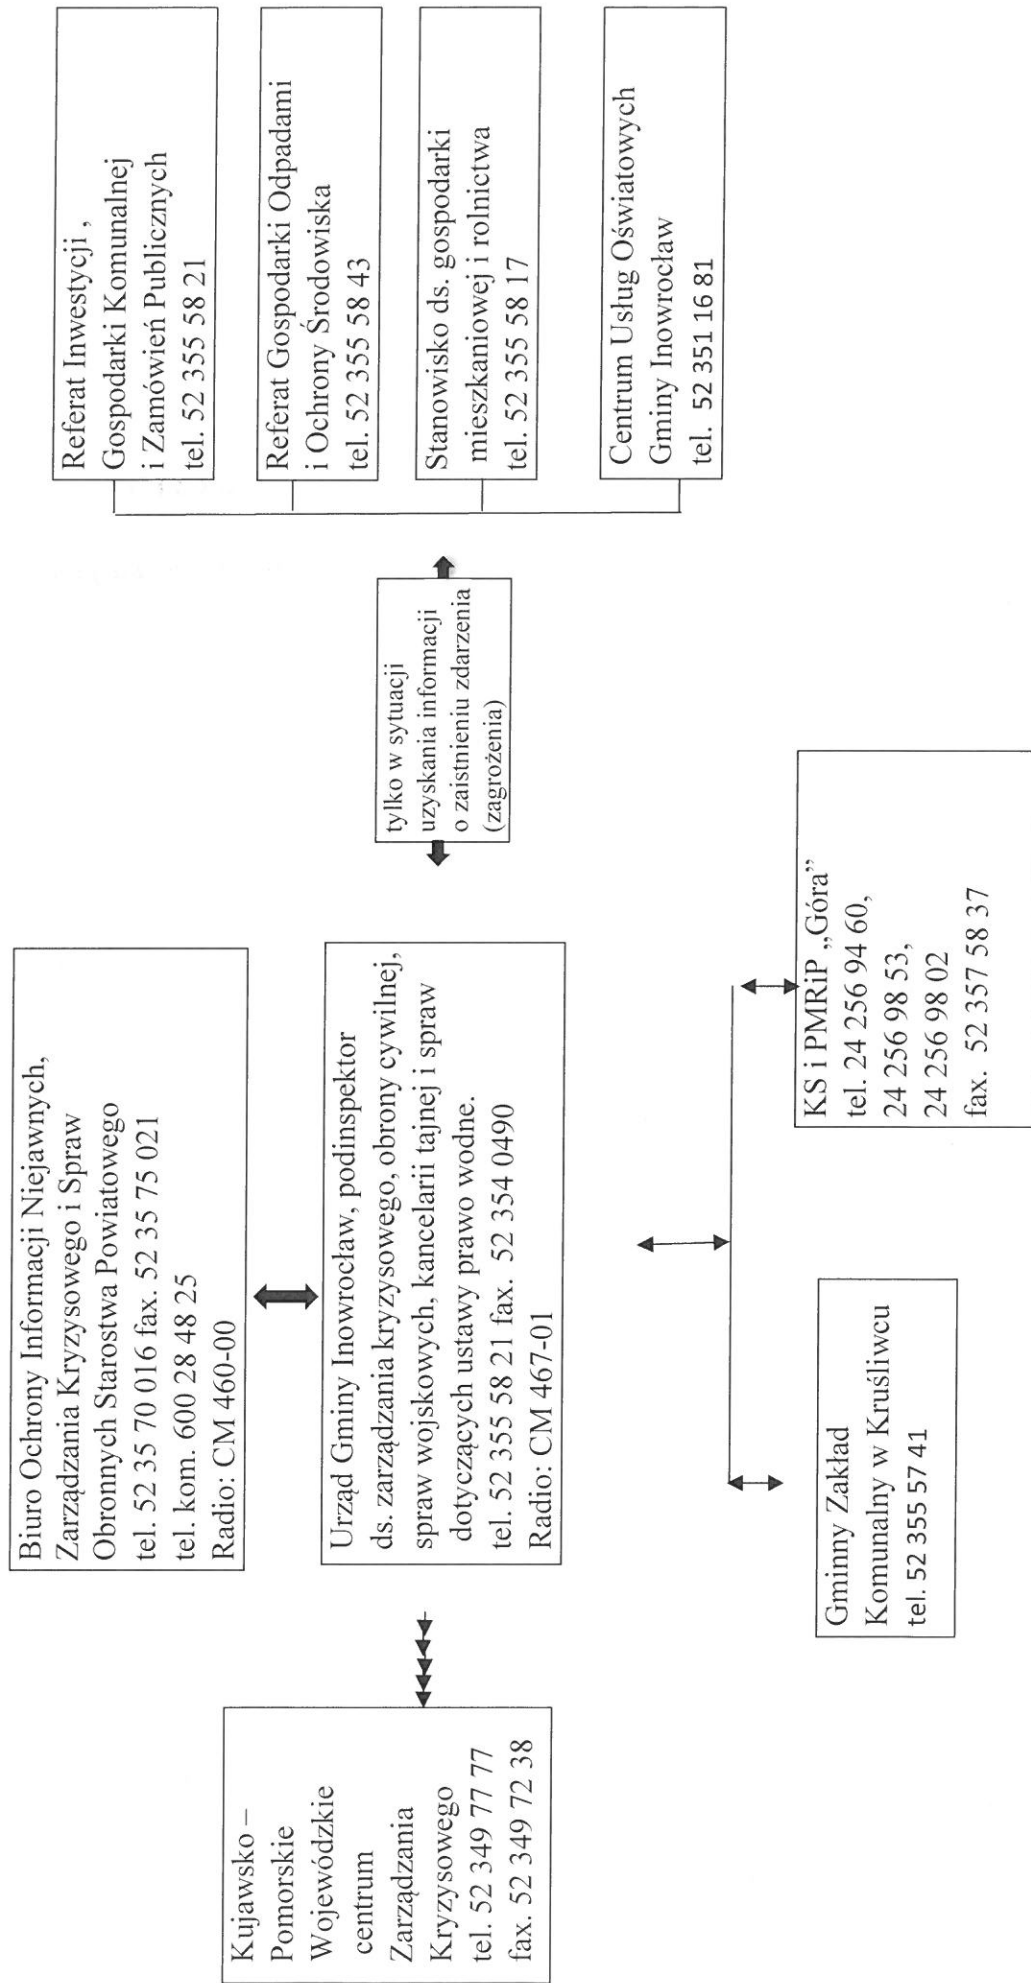 Biuro Ochrony Informacji Niejawnych,
Zarządzania Kryzysowego i Spraw
Obronnych Starostwa Powiatowego
tel. 52 35 70 016 fax. 52 35 75 021
tel. kom. 600 28 48 25
Radio: CM 460-00
Kujawsko –
Pomorskie
Wojewódzkie
centrum
Zarządzania
Kryzysowego
tel. 52 349 77 77
fax. 52 349 72 38
Urząd Gminy Inowrocław, podinspektor
ds. zarządzania kryzysowego, obrony cywilnej,
spraw wojskowych, kancelarii tajnej i spraw
dotyczących ustawy prawo wodne.
tel. 52 355 58 21 fax. 52 354 0490
Radio: CM 467-01
tylko w sytuacji
uzyskania informacji
o zaistnieniu zdarzenia
(zagrożenia)
Referat Inwestycji ,
Gospodarki Komunalnej
i Zamówień Publicznych
tel. 52 355 58 21
Referat Gospodarki Odpadami
i Ochrony Środowiska
tel. 52 355 58 43
Stanowisko ds. gospodarki
mieszkaniowej i rolnictwa
tel. 52 355 58 17
Centrum Usług Oświatowych
Gminy Inowrocław
tel. 52 351 16 81
Gminny Zakład
Komunalny w Kruśliwcu
tel. 52 355 57 41
KS i PMRiP „Góra”
tel. 24 256 94 60,
24 256 98 53,
24 256 98 02
fax. 52 357 58 37